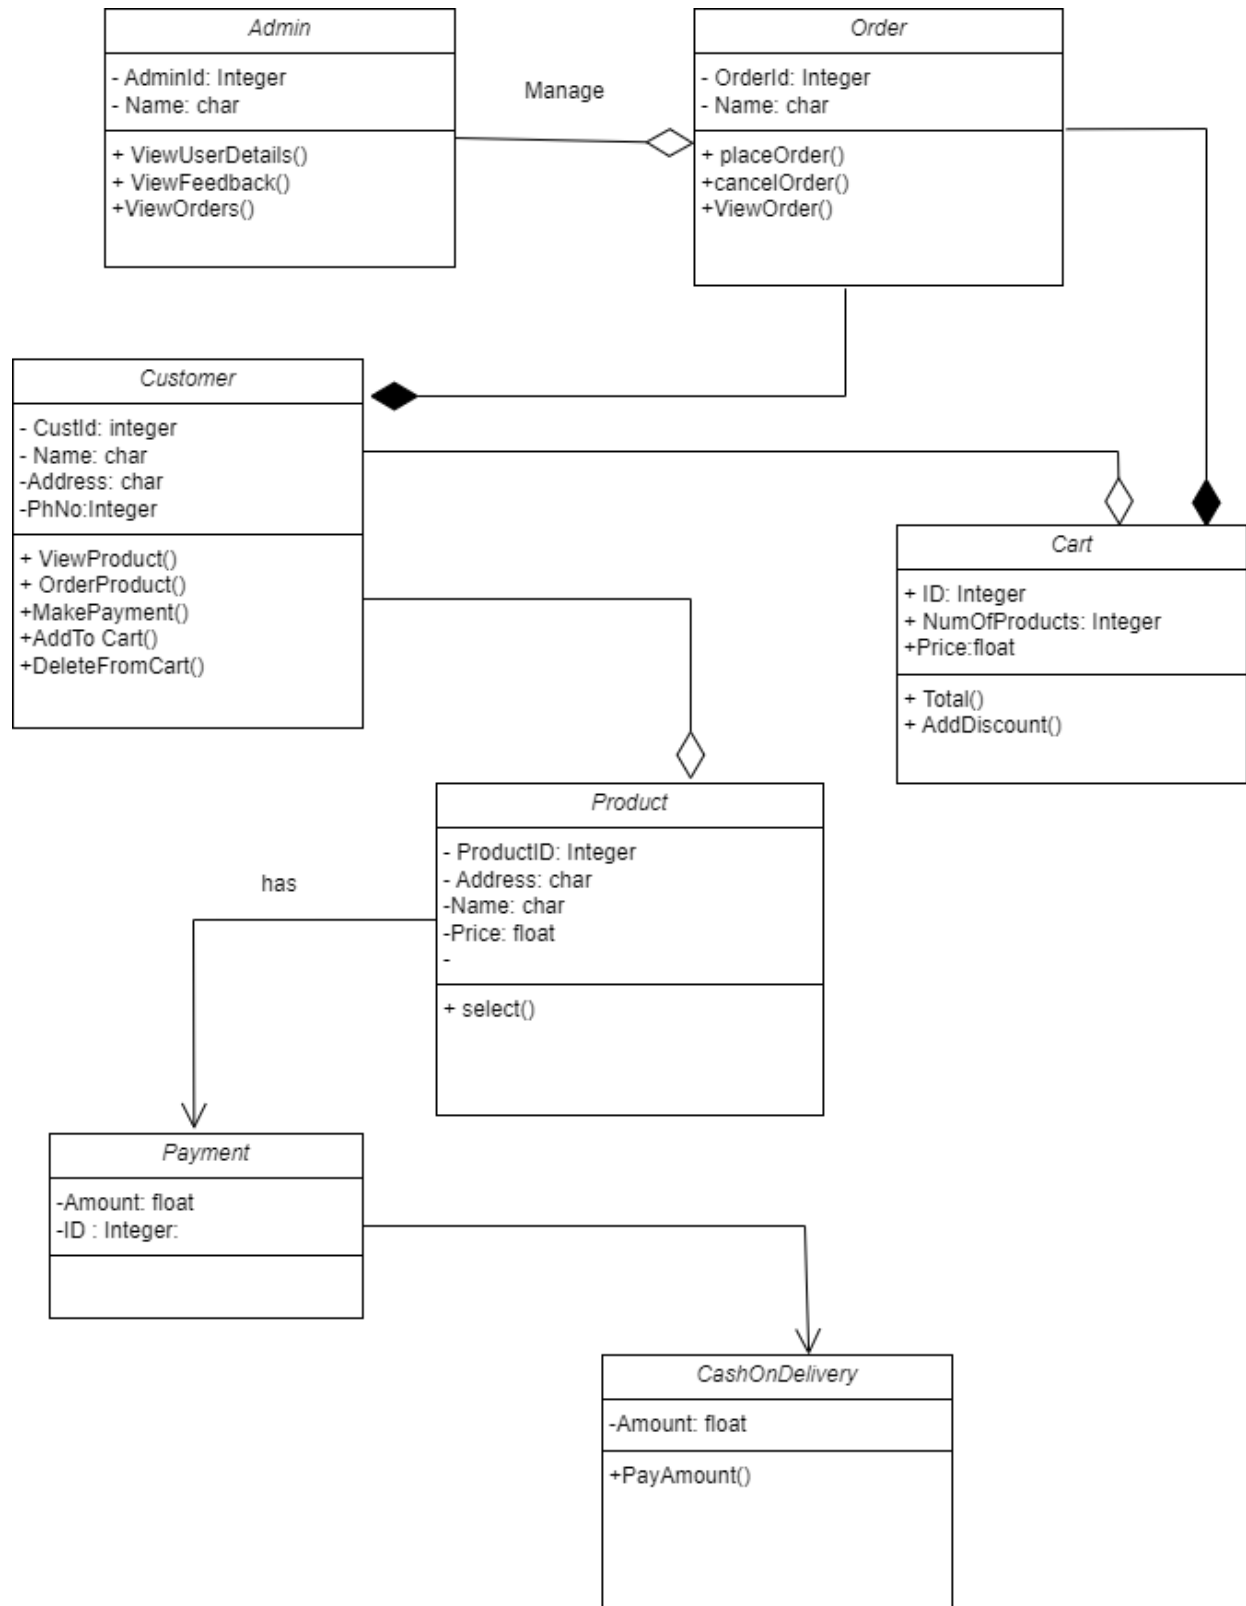 Admin
- AdminId: Integer
- Name: char
+ ViewUserDetails()
+ ViewFeedback()
+ViewOrders()
Manage
Order
- OrderId: Integer
- Name: char
+ placeOrder()
+cancelOrder()
+ViewOrder()
Customer
- CustId: integer
- Name: char
-Address: char
-PhNo:Integer
+ ViewProduct()
+ OrderProduct()
+MakePayment()
+AddTo Cart()
+DeleteFromCart()
Cart
+ ID: Integer
+ NumOfProducts: Integer
+Price:float
+ Total()
+ AddDiscount()
Product
- ProductID: Integer
- Address: char
-Name: char
-Price: float
-
+ select()
has
Payment
-Amount: float
-ID : Integer:
CashOnDelivery
-Amount: float
+PayAmount()